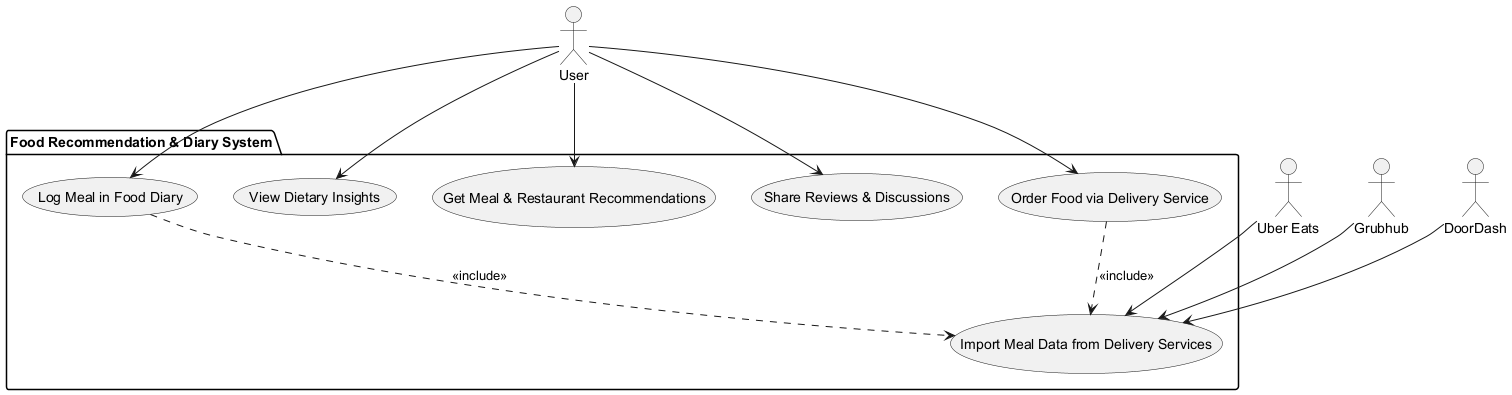 User
Food Recommendation & Diary System
Log Meal in Food Diary
View Dietary Insights
Get Meal & Restaurant Recommendations
Share Reviews & Discussions
Order Food via Delivery Service
Uber Eats
Grubhub
DoorDash
«include»
«include»
Import Meal Data from Delivery Services